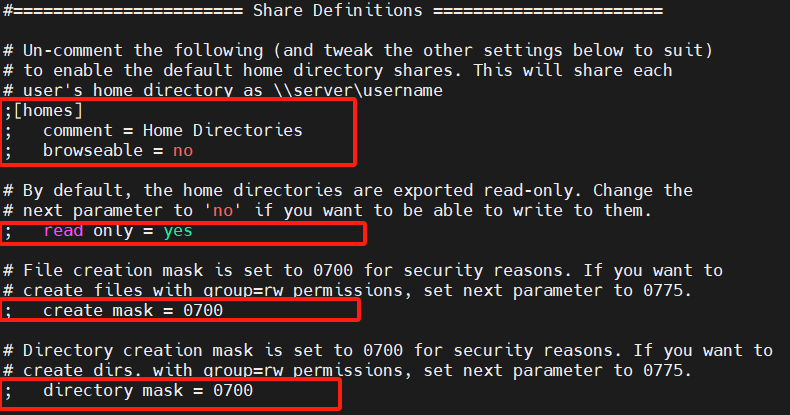 #======================= Share Definitions =======================
# Un-comment the following (and tweak the other settings below to suit)
# to enable the default home directory shares. This will share each
# user's home directory as \\server\username
;[homes]
;   comment = Home Directories
;   browseable = no
# By default, the home directories are exported read-only. Change the
# next parameter to 'no' if you want to be able to write to them.
;   read only = yes
# File creation mask is set to 0700 for security reasons. If you want to
# create files with group=rw permissions, set next parameter to 0775.
;   create mask = 0700
# Directory creation mask is set to 0700 for security reasons. If you want to
# create dirs. with group=rw permissions, set next parameter to 0775.
;   directory mask = 0700